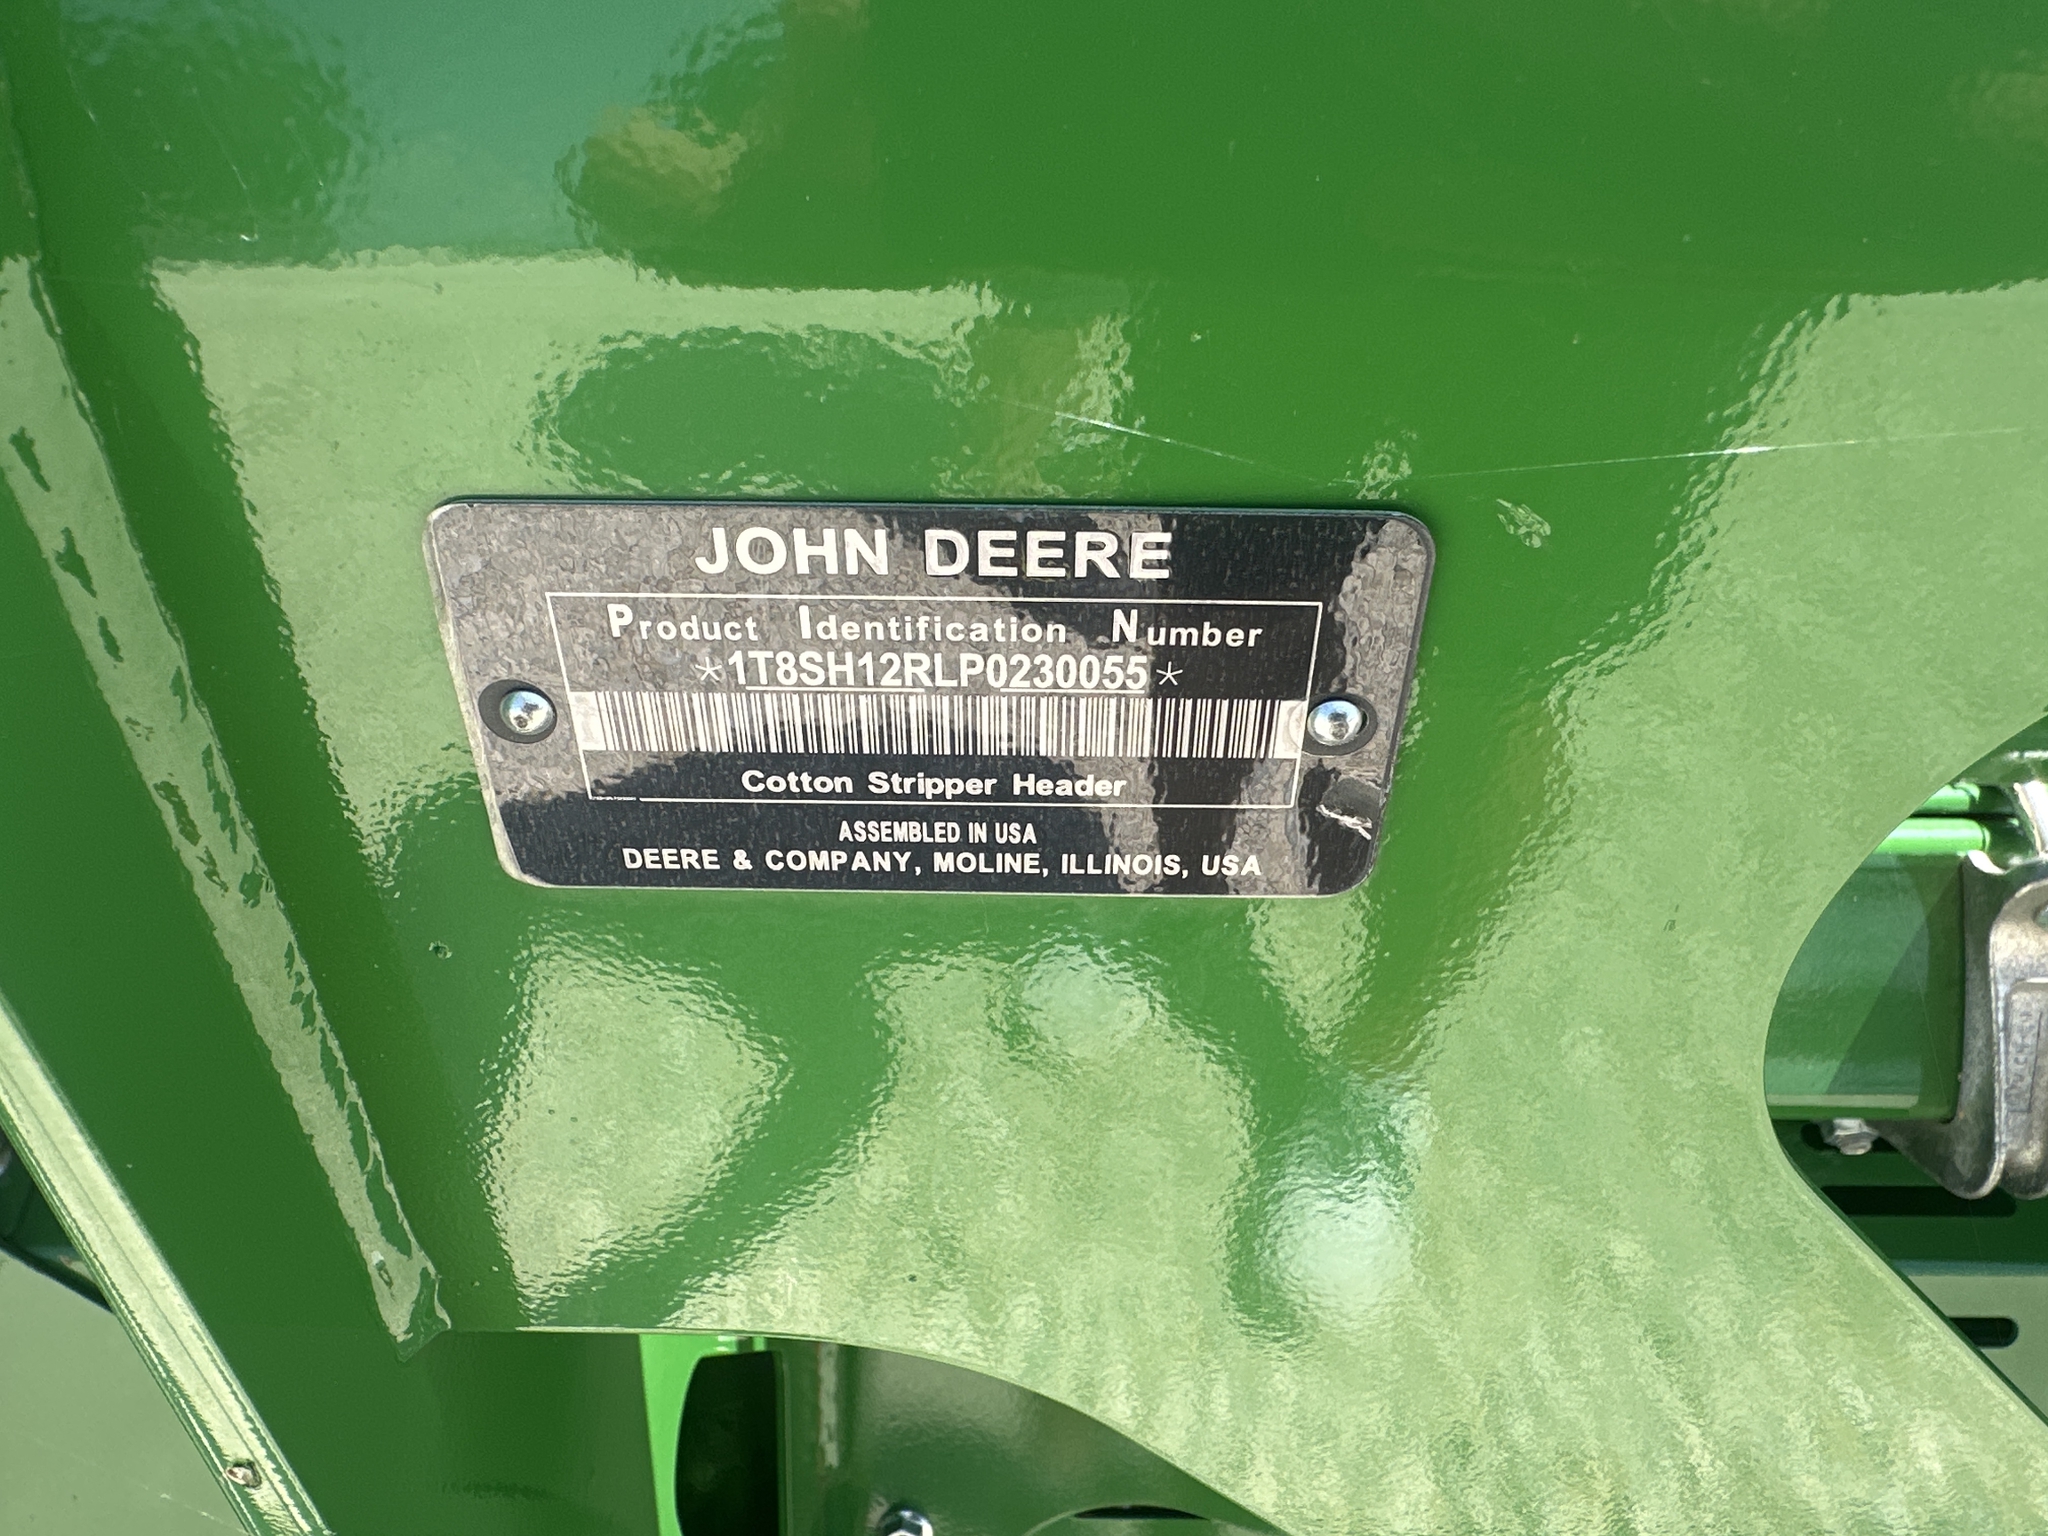 JOHN DEERE
Product Identification Number
*1T8SH12RLP0230055*
Cotton Stripper Header
ASSEMBLED IN USA
DEERE & COMPANY, MOLINE, ILLINOIS, USA